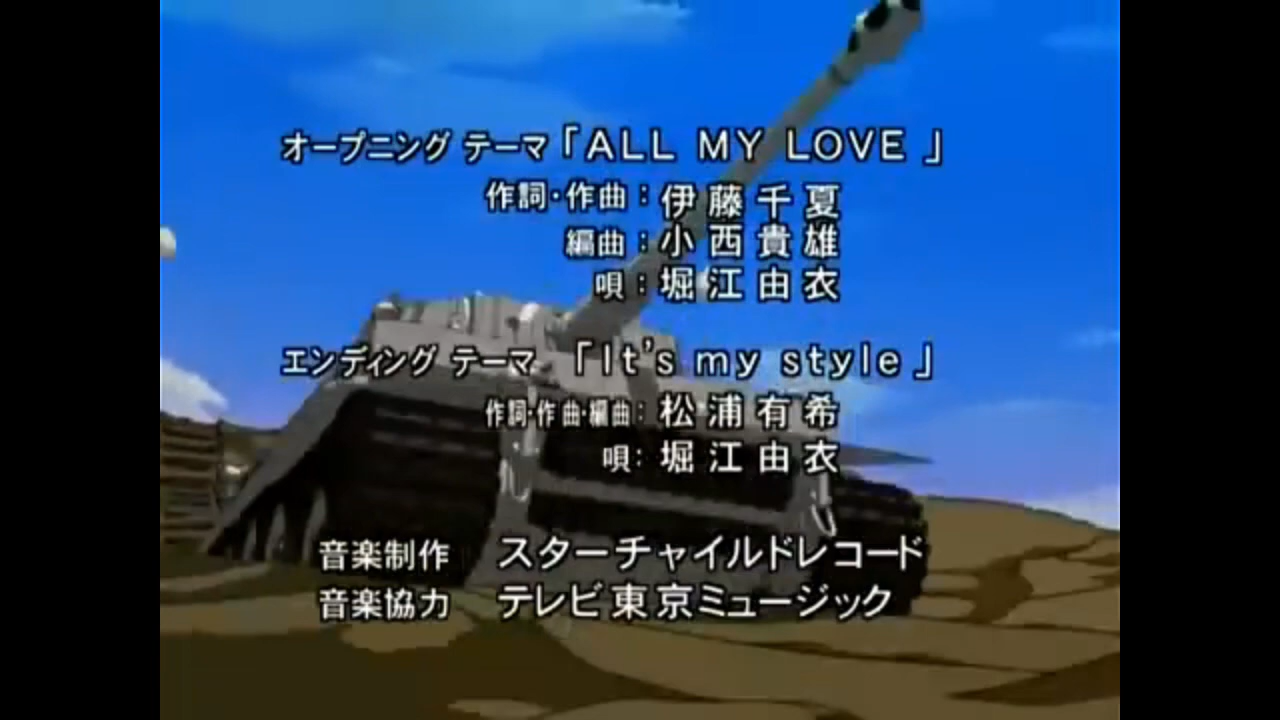 オープニング テーマ「ALL MY LOVE」
作詞・作曲：伊藤千夏
編曲：小西貴雄
唄：堀江由衣
エンディング テーマ 「It's my style」
作詞・作曲・編曲：松浦有希
唄：堀江由衣
音楽制作 スターチャイルドレコード
音楽協力 テレビ東京ミュージック